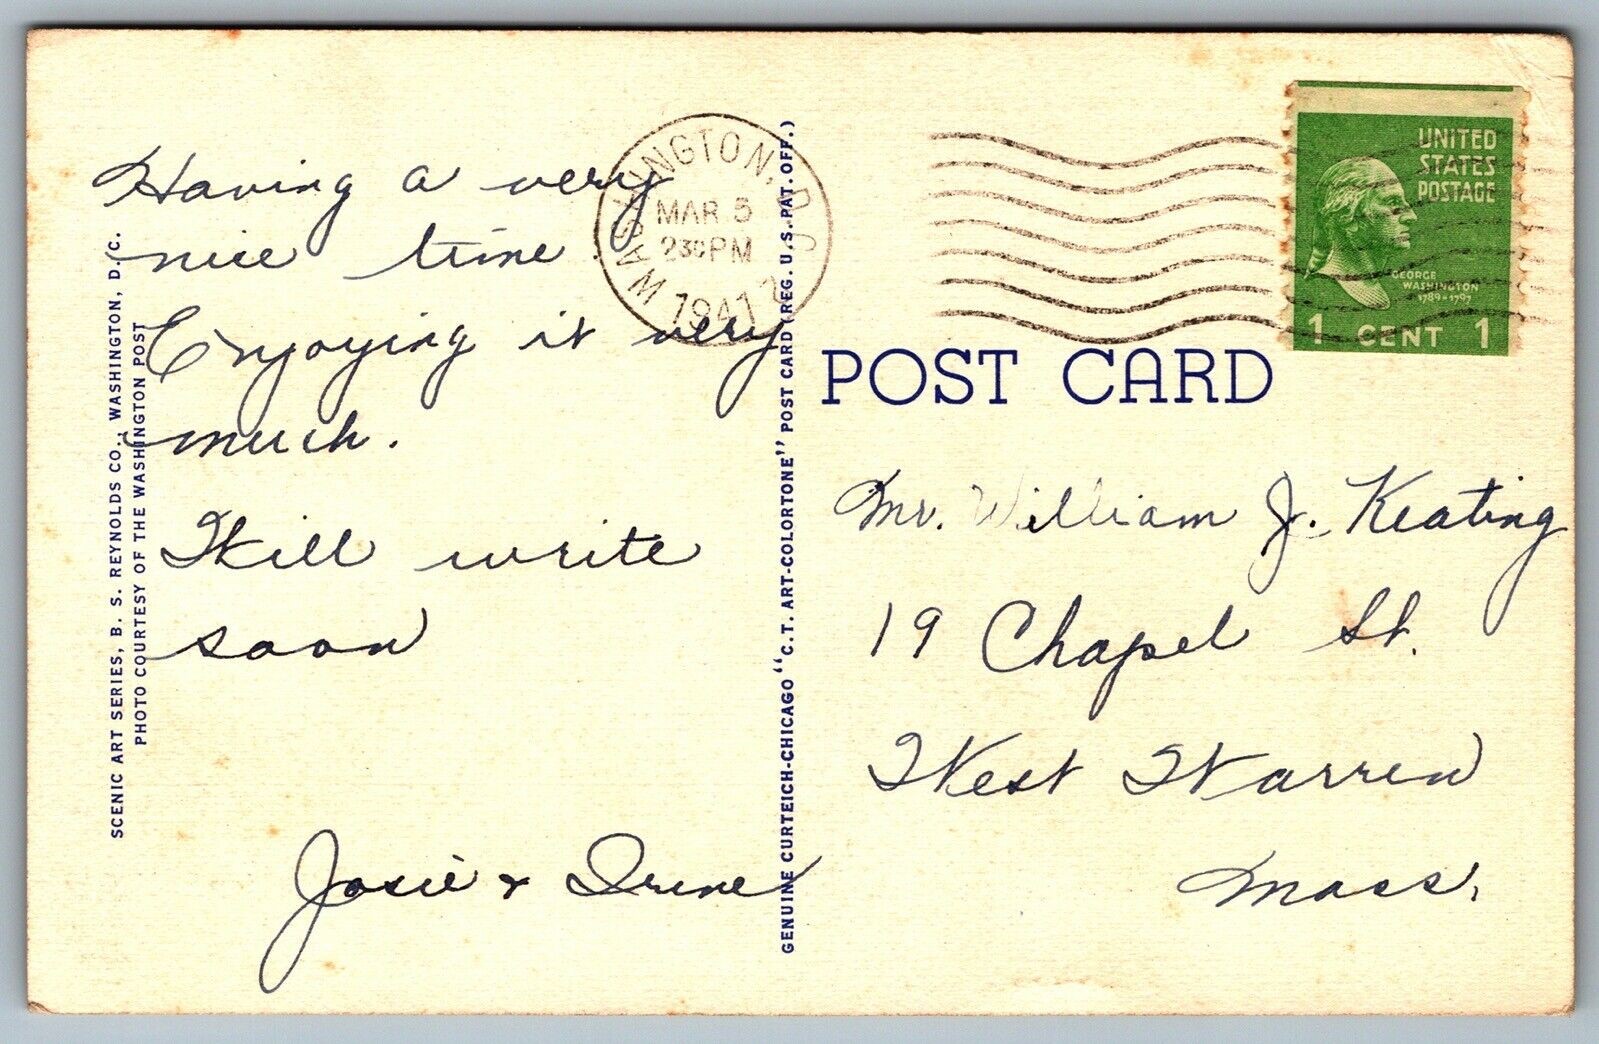 Having a very
nice time.
Enjoying it very
much.
Will write
soon
Josie & Irene
SCENIC ART SERIES, B. S. REYNOLDS CO., WASHINGTON, D. C.
PHOTO COURTESY OF THE WASHINGTON POST
GENUINE CURTEICH-CHICAGO "C. T. ART-COLORTONE" POST CARD (REG. U. S. PAT. OFF.)
WASHINGTON, D.C.
MAR 5
230PM
1941
UNITED
STATES
POSTAGE
GEORGE
WASHINGTON
1789-1797
1 CENT 1
POST CARD
Mr. William J. Keating
19 Chapel St.
West Warren
Mass.